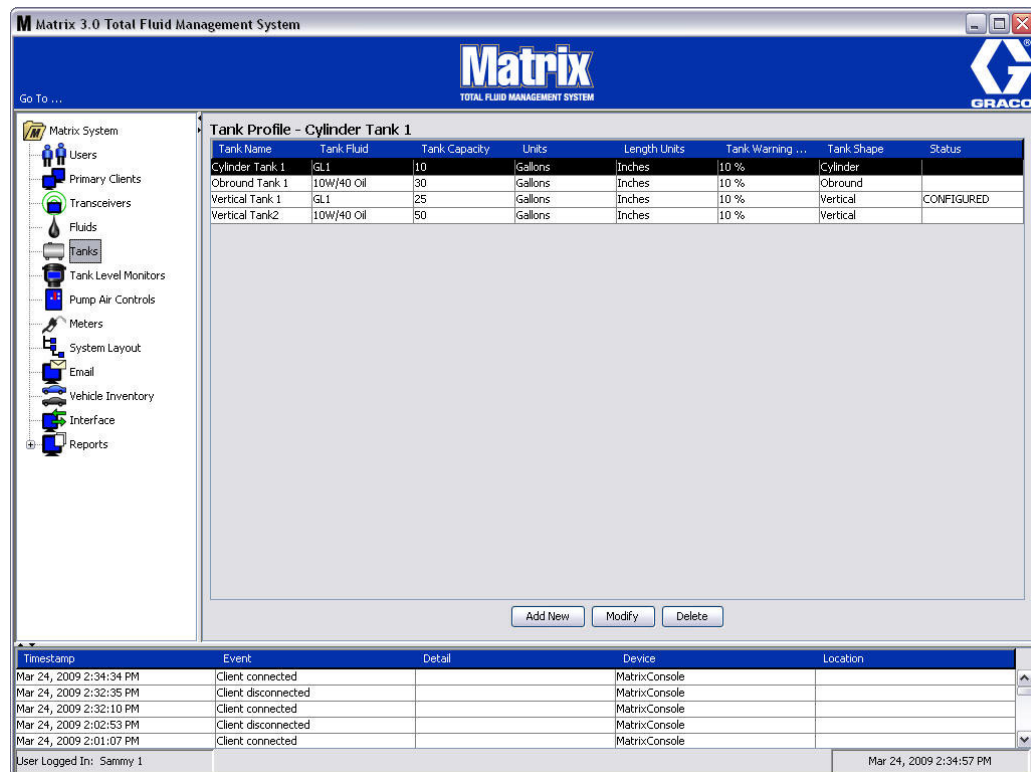 Matrix 3.0 Total Fluid Management System
Matrix
TOTAL FLUID MANAGEMENT SYSTEM
GRACO
®
Go To ...
Matrix System
Users
Primary Clients
Transceivers
Fluids
Tanks
Tank Level Monitors
Pump Air Controls
Meters
System Layout
Email
Vehicle Inventory
Interface
Reports
Tank Profile - Cylinder Tank 1
Tank Name Tank Fluid Tank Capacity Units Length Units Tank Warning ... Tank Shape Status
Cylinder Tank 1 GL1 10 Gallons Inches 10 % Cylinder
Obround Tank 1 10W/40 Oil 30 Gallons Inches 10 % Obround
Vertical Tank 1 GL1 25 Gallons Inches 10 % Vertical CONFIGURED
Vertical Tank2 10W/40 Oil 50 Gallons Inches 10 % Vertical
Add New Modify Delete
Timestamp Event Detail Device Location
Mar 24, 2009 2:34:34 PM Client connected MatrixConsole
Mar 24, 2009 2:32:35 PM Client disconnected MatrixConsole
Mar 24, 2009 2:32:10 PM Client connected MatrixConsole
Mar 24, 2009 2:02:53 PM Client disconnected MatrixConsole
Mar 24, 2009 2:01:07 PM Client connected MatrixConsole
User Logged In: Sammy 1 Mar 24, 2009 2:34:57 PM